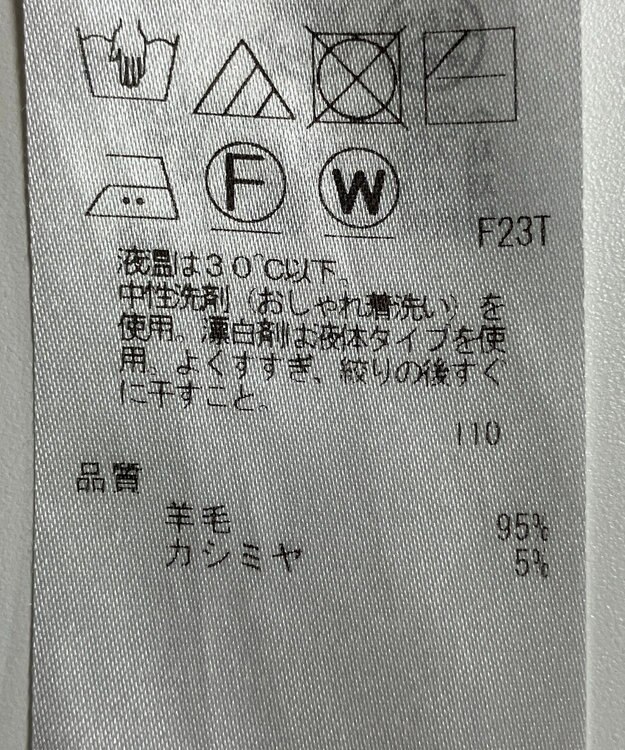 F
W
F23T
液温は30℃以下、
中性洗剤（おしゃれ着洗い）を
使用。漂白剤は液体タイプを使
用。よくすすぎ、絞りの後すぐ
に干すこと。
110
品質
羊毛 95%
カシミヤ 5%